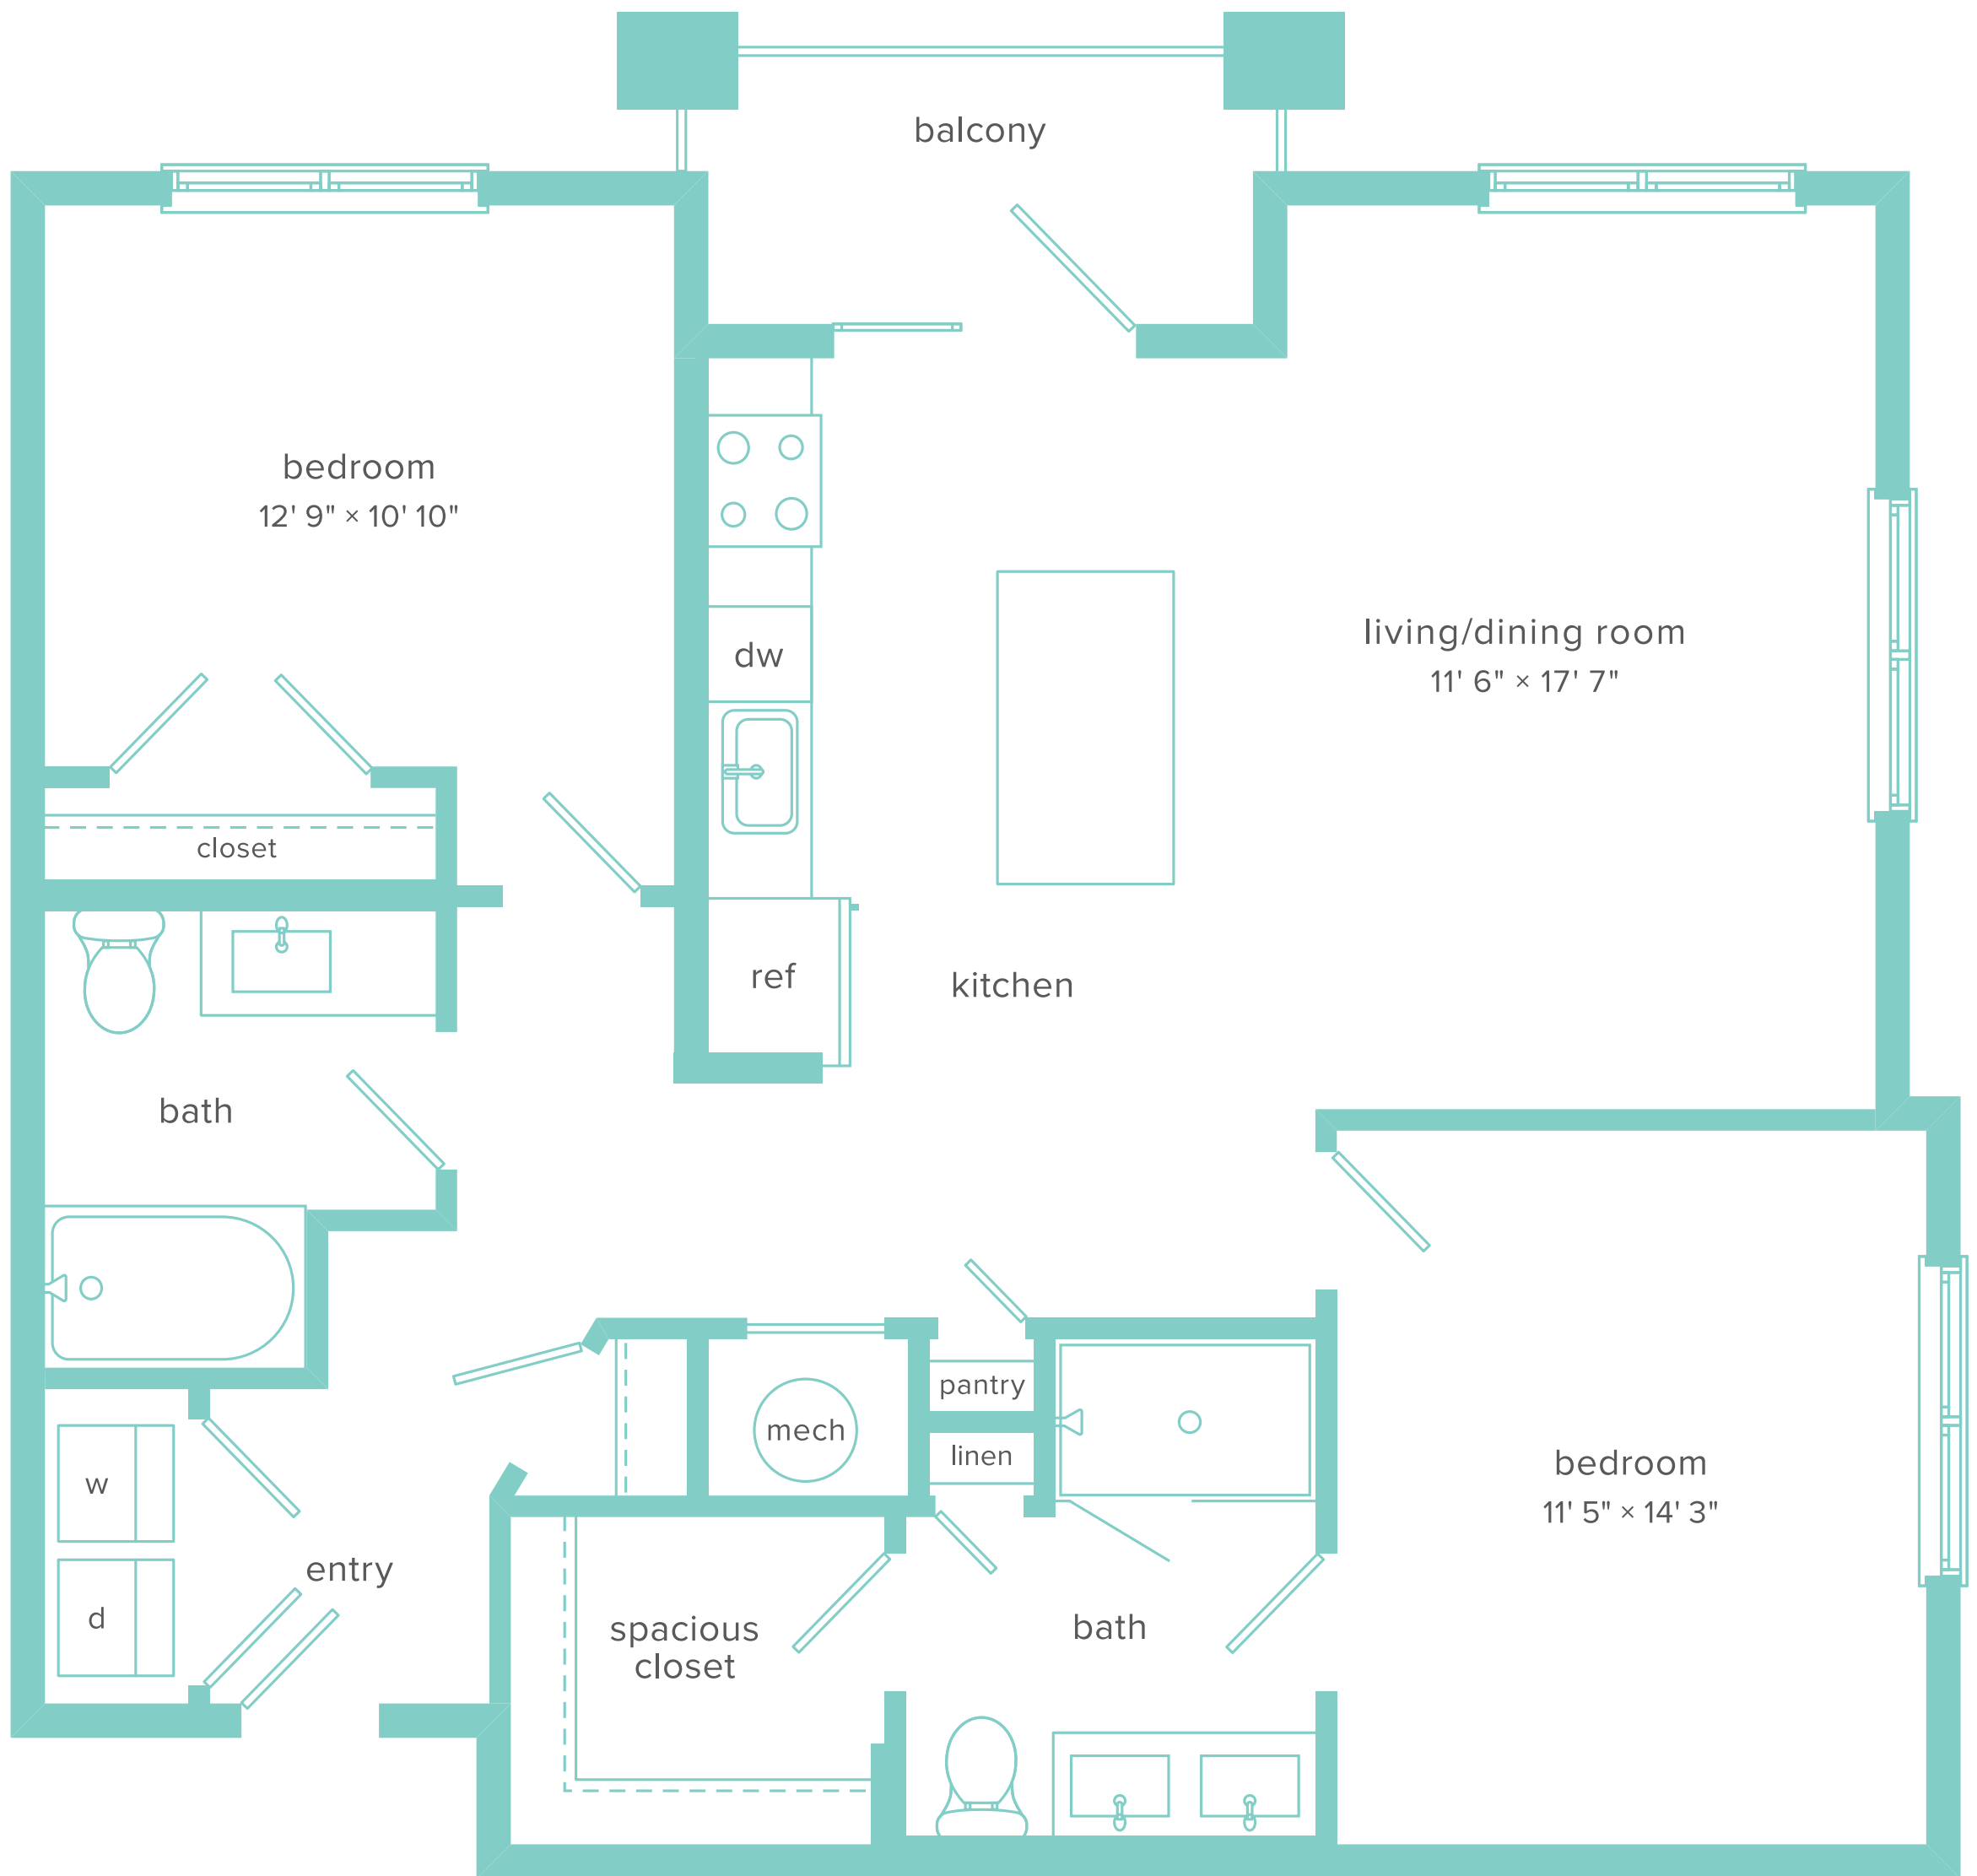 balcony
bedroom
12' 9" × 10' 10"
living/dining room
11' 6" × 17' 7"
dw
closet
ref
kitchen
bath
pantry
mech
linen
w
bedroom
11' 5" × 14' 3"
entry
d
spacious
closet
bath